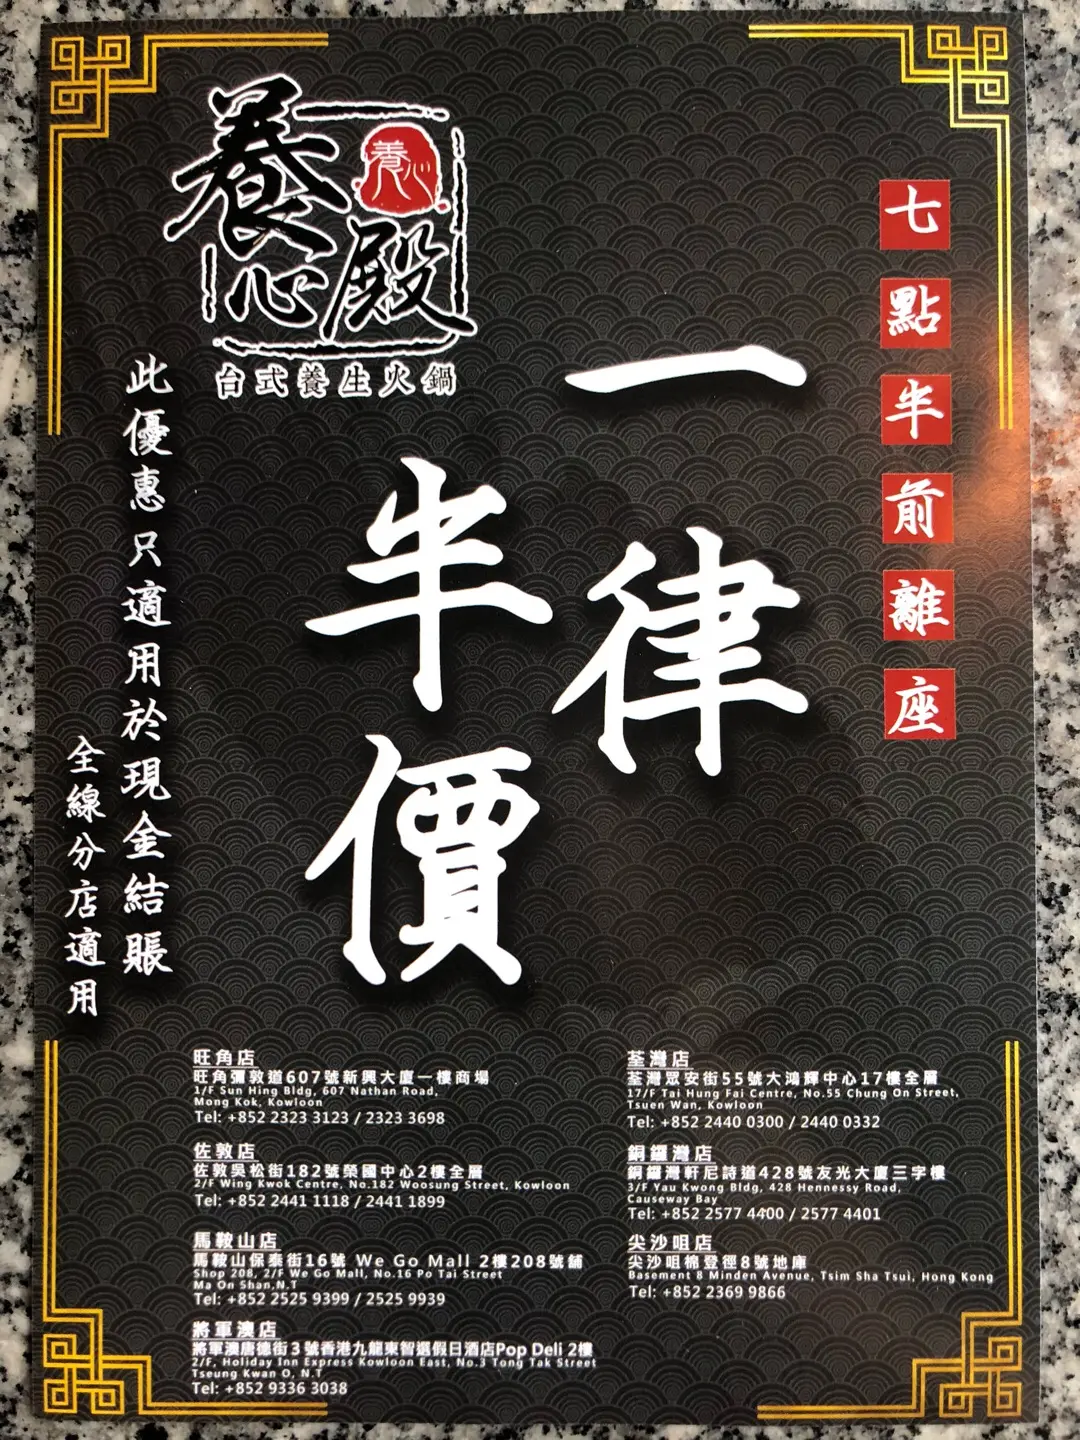 養心殿
養心
台式養生火鍋
七點半前離座
一律
半價
此優惠只適用於現金結賬
全線分店適用
旺角店
旺角彌敦道607號新興大廈一樓商場
1/F Sun Hing Bldg, 607 Nathan Road,
Mong Kok, Kowloon
Tel: +852 2323 3123 / 2323 3698
佐敦店
佐敦吳松街182號榮國中心2樓全層
2/F Wing Kwok Centre, No.182 Woosung Street, Kowloon
Tel: +852 2441 1118 / 2441 1899
馬鞍山店
馬鞍山保泰街16號 We Go Mall 2樓208號舖
Shop 208, 2/F We Go Mall, No.16 Po Tai Street
Ma On Shan,N.T
Tel: +852 2525 9399 / 2525 9939
將軍澳店
將軍澳唐德街3號香港九龍東智選假日酒店Pop Deli 2樓
2/F, Holiday Inn Express Kowloon East, No.3 Tong Tak Street
Tseung Kwan O, N.T
Tel: +852 9336 3038
荃灣店
荃灣眾安街55號大鴻輝中心17樓全層
17/F Tai Hung Fai Centre, No.55 Chung On Street,
Tsuen Wan, Kowloon
Tel: +852 2440 0300 / 2440 0332
銅鑼灣店
銅鑼灣軒尼詩道428號友光大廈三字樓
3/F Yau Kwong Bldg, 428 Hennessy Road,
Causeway Bay
Tel: +852 2577 4400 / 2577 4401
尖沙咀店
尖沙咀棉登徑8號地庫
Basement 8 Minden Avenue, Tsim Sha Tsui, Hong Kong
Tel: +852 2369 9866